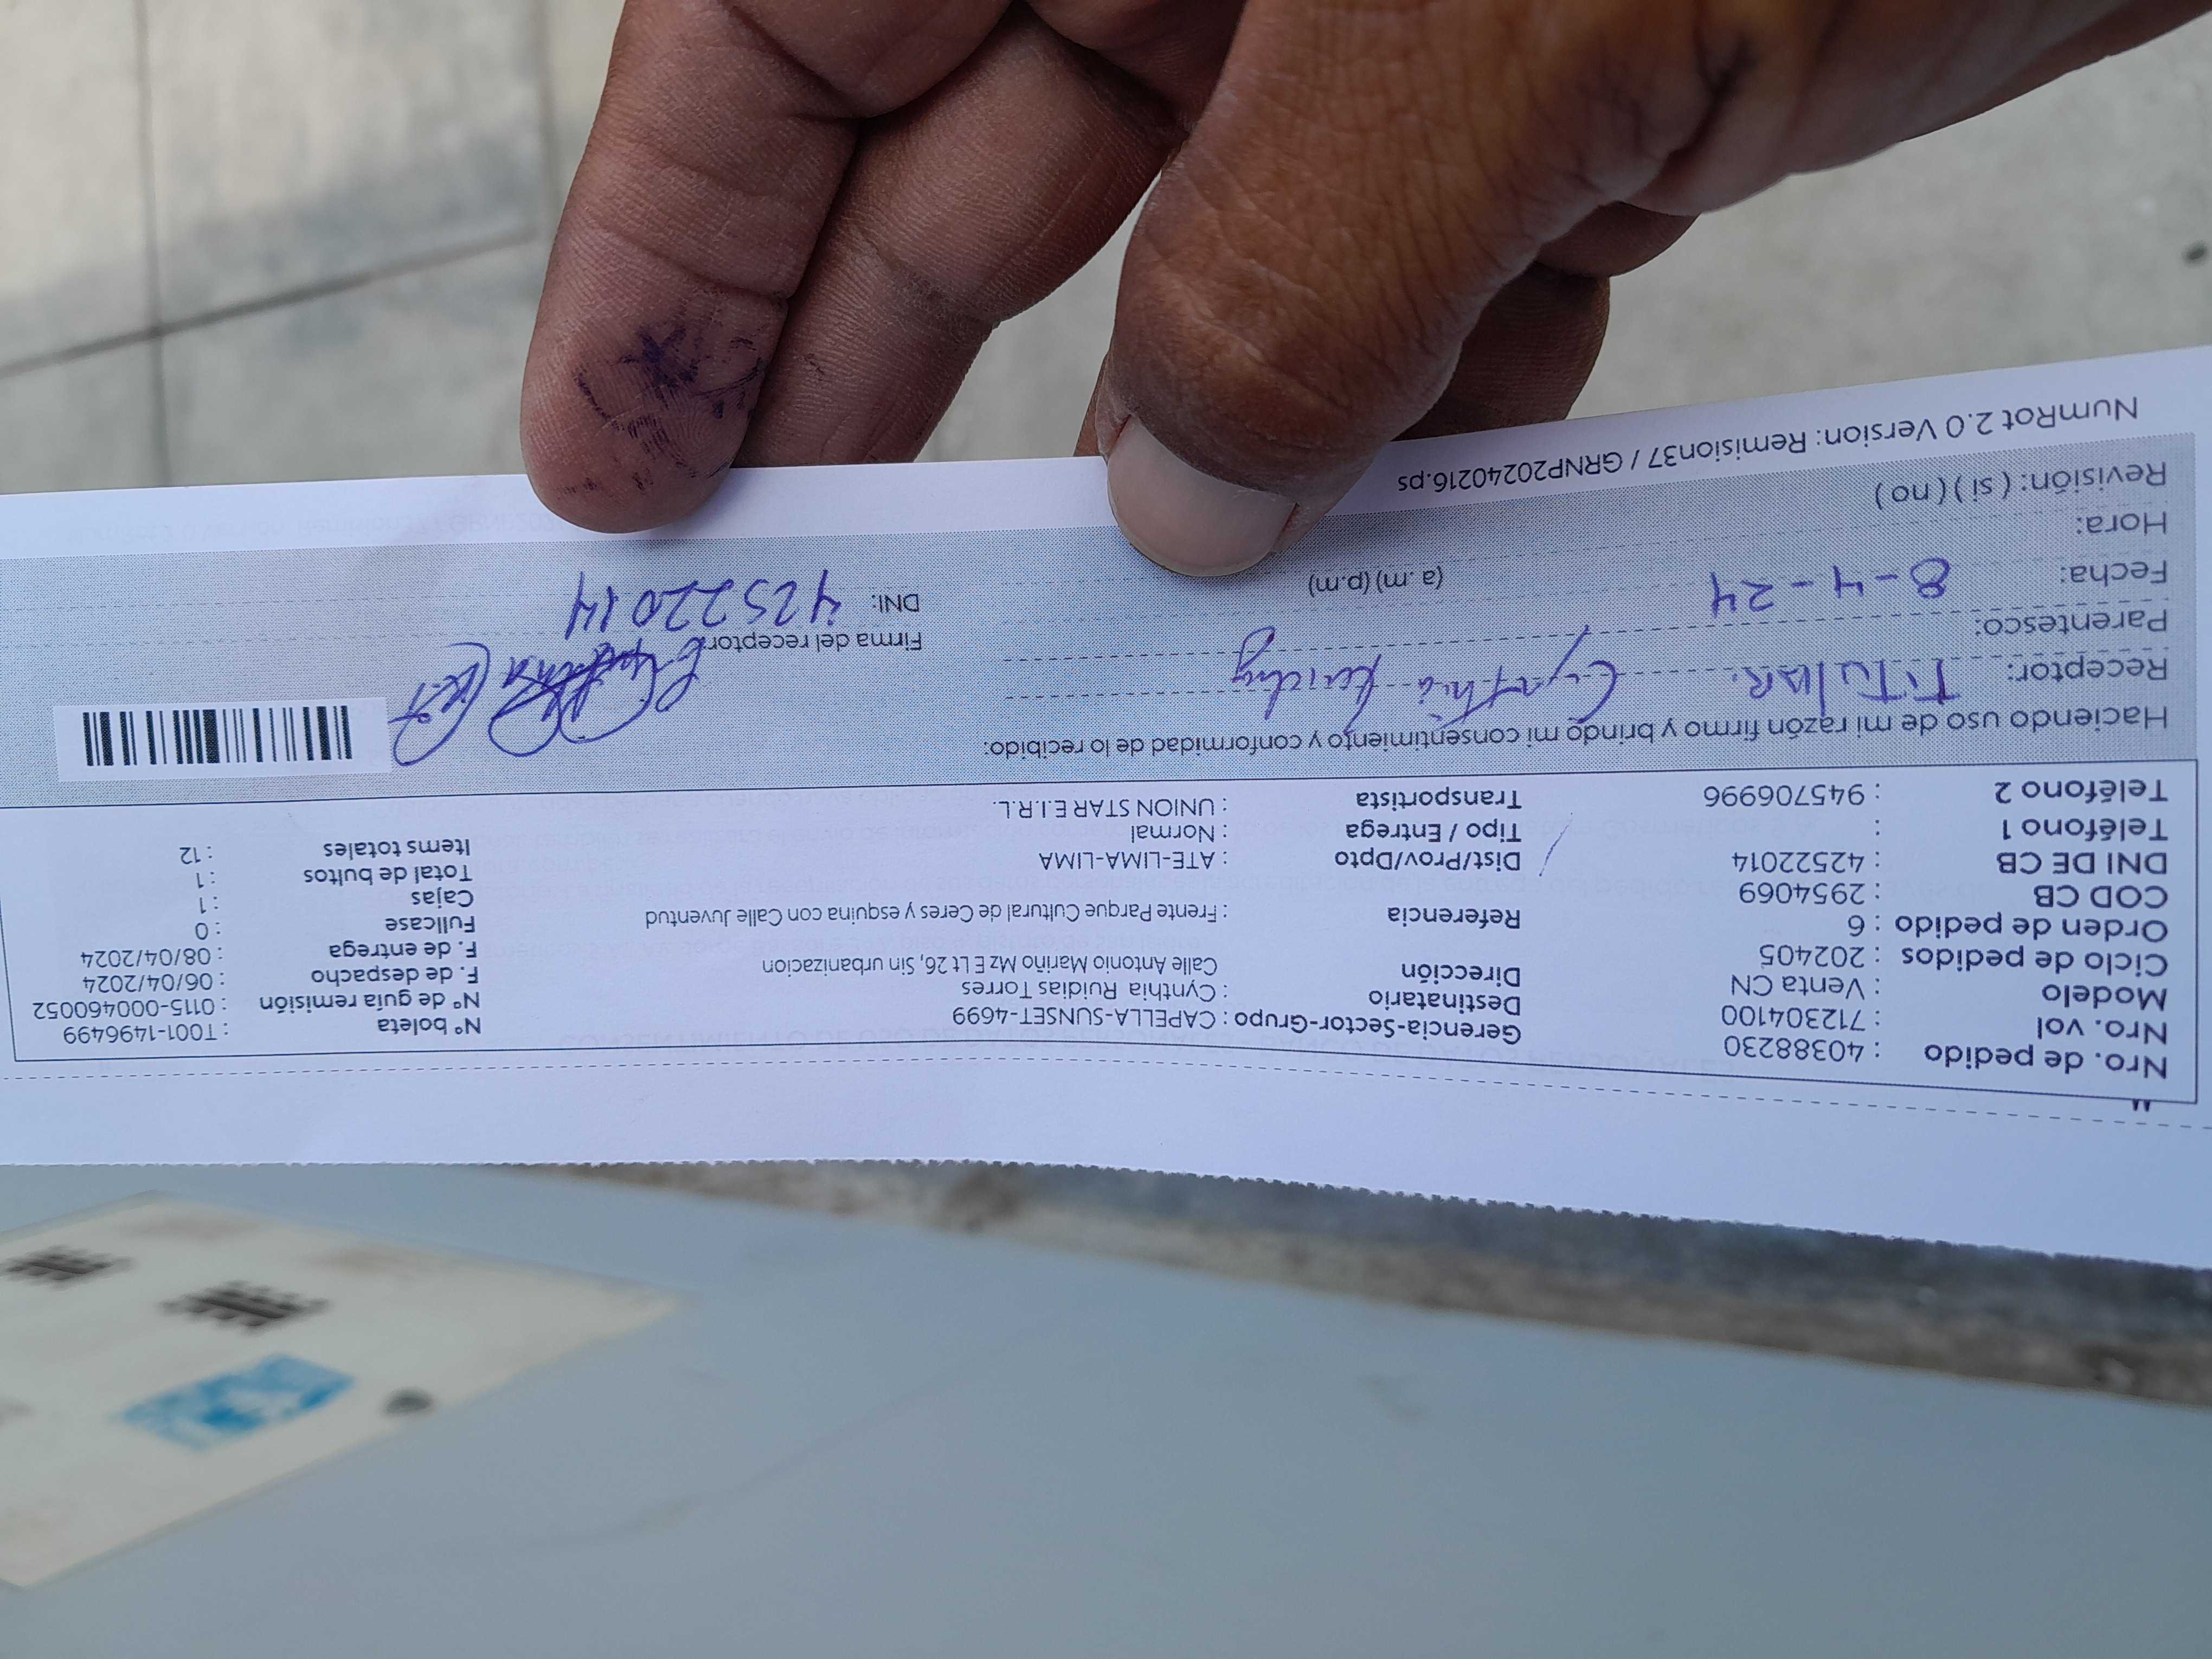 Nro. de pedido : 40388230
Nro. vol : 712304100
Modelo : Venta CN
Ciclo de pedidos : 202405
Orden de pedido : 6
COD CB : 2954069
DNI DE CB : 42522014
Teléfono 1 :
Teléfono 2 : 945706996
Gerencia-Sector-Grupo : CAPELLA-SUNSET-4699
Destinatario : Cynthia Ruidias Torres
Dirección Calle Antonio Mariño Mz E Lt 26, Sin urbanizacion
Referencia : Frente Parque Cultural de Ceres y esquina con Calle Juventud
Dist/Prov/Dpto : ATE-LIMA-LIMA
Tipo / Entrega : Normal
Transportista : UNION STAR E.I.R.L.
N° boleta : T001-1496499
N° de guía remisión : 0115-000460052
F. de despacho : 06/04/2024
F. de entrega : 08/04/2024
Fullcase : 0
Cajas : 1
Total de bultos : 1
Items totales : 12
Haciendo uso de mi razón firmo y brindo mi consentimiento y conformidad de lo recibido:
Receptor: TiTulaR. Cynthia
Parentesco:
Fecha: 8-4-24
Hora: (a. m) (p.m)
Revisión: ( si ) ( no )
Firma del receptor
DNI: 42522014
NumRot 2.0 Version: Remision37 / GRNP20240216.ps